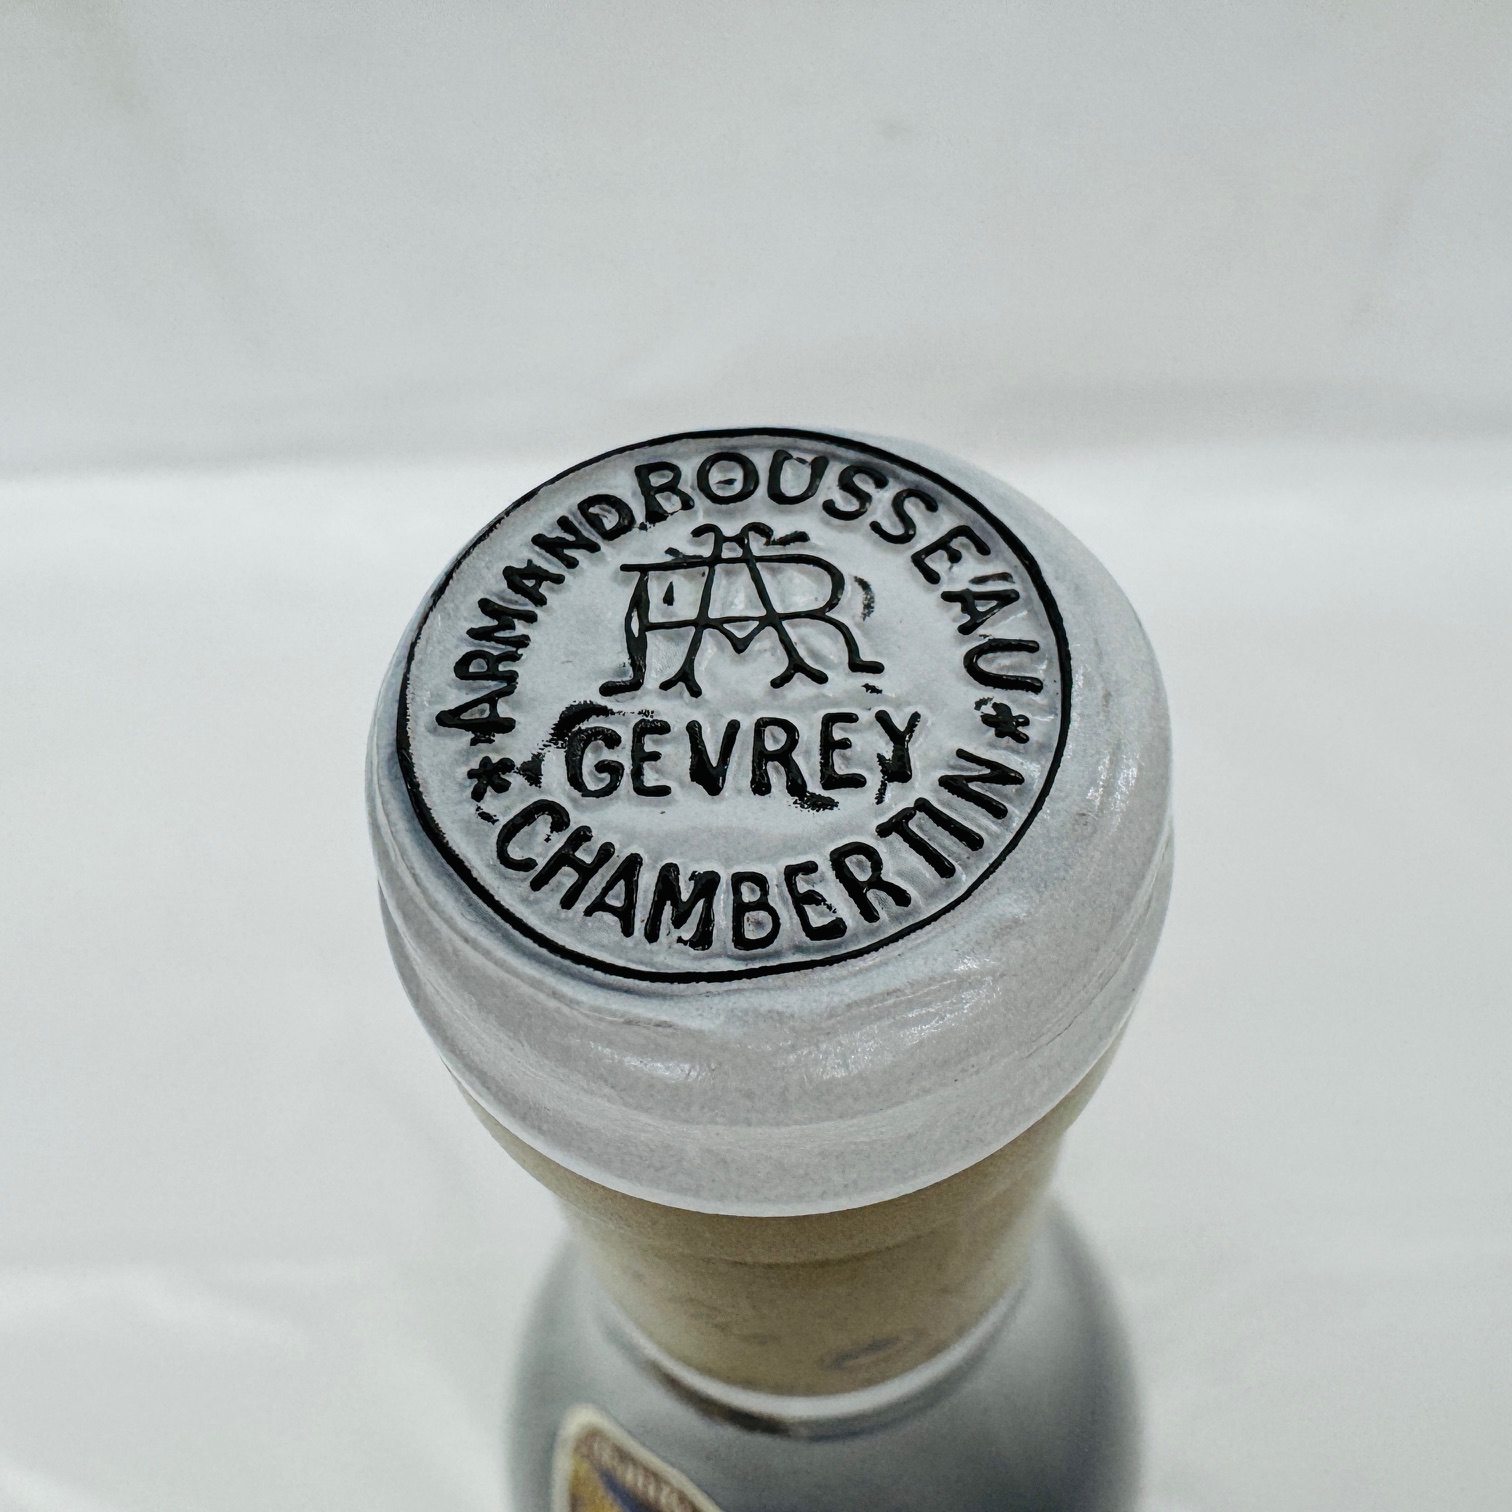 ARMAND ROUSSEAU
AR
GEVREY
* CHAMBERTIN *